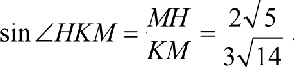 sin ∠HKM = MH/KM = 2√5/3√14.